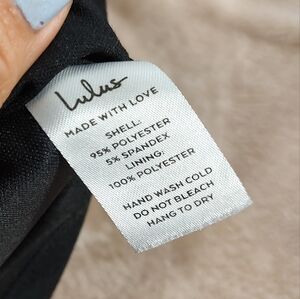 Lulus
MADE WITH LOVE
SHELL:
95% POLYESTER
5% SPANDEX
LINING:
100% POLYESTER
HAND WASH COLD
DO NOT BLEACH
HANG TO DRY